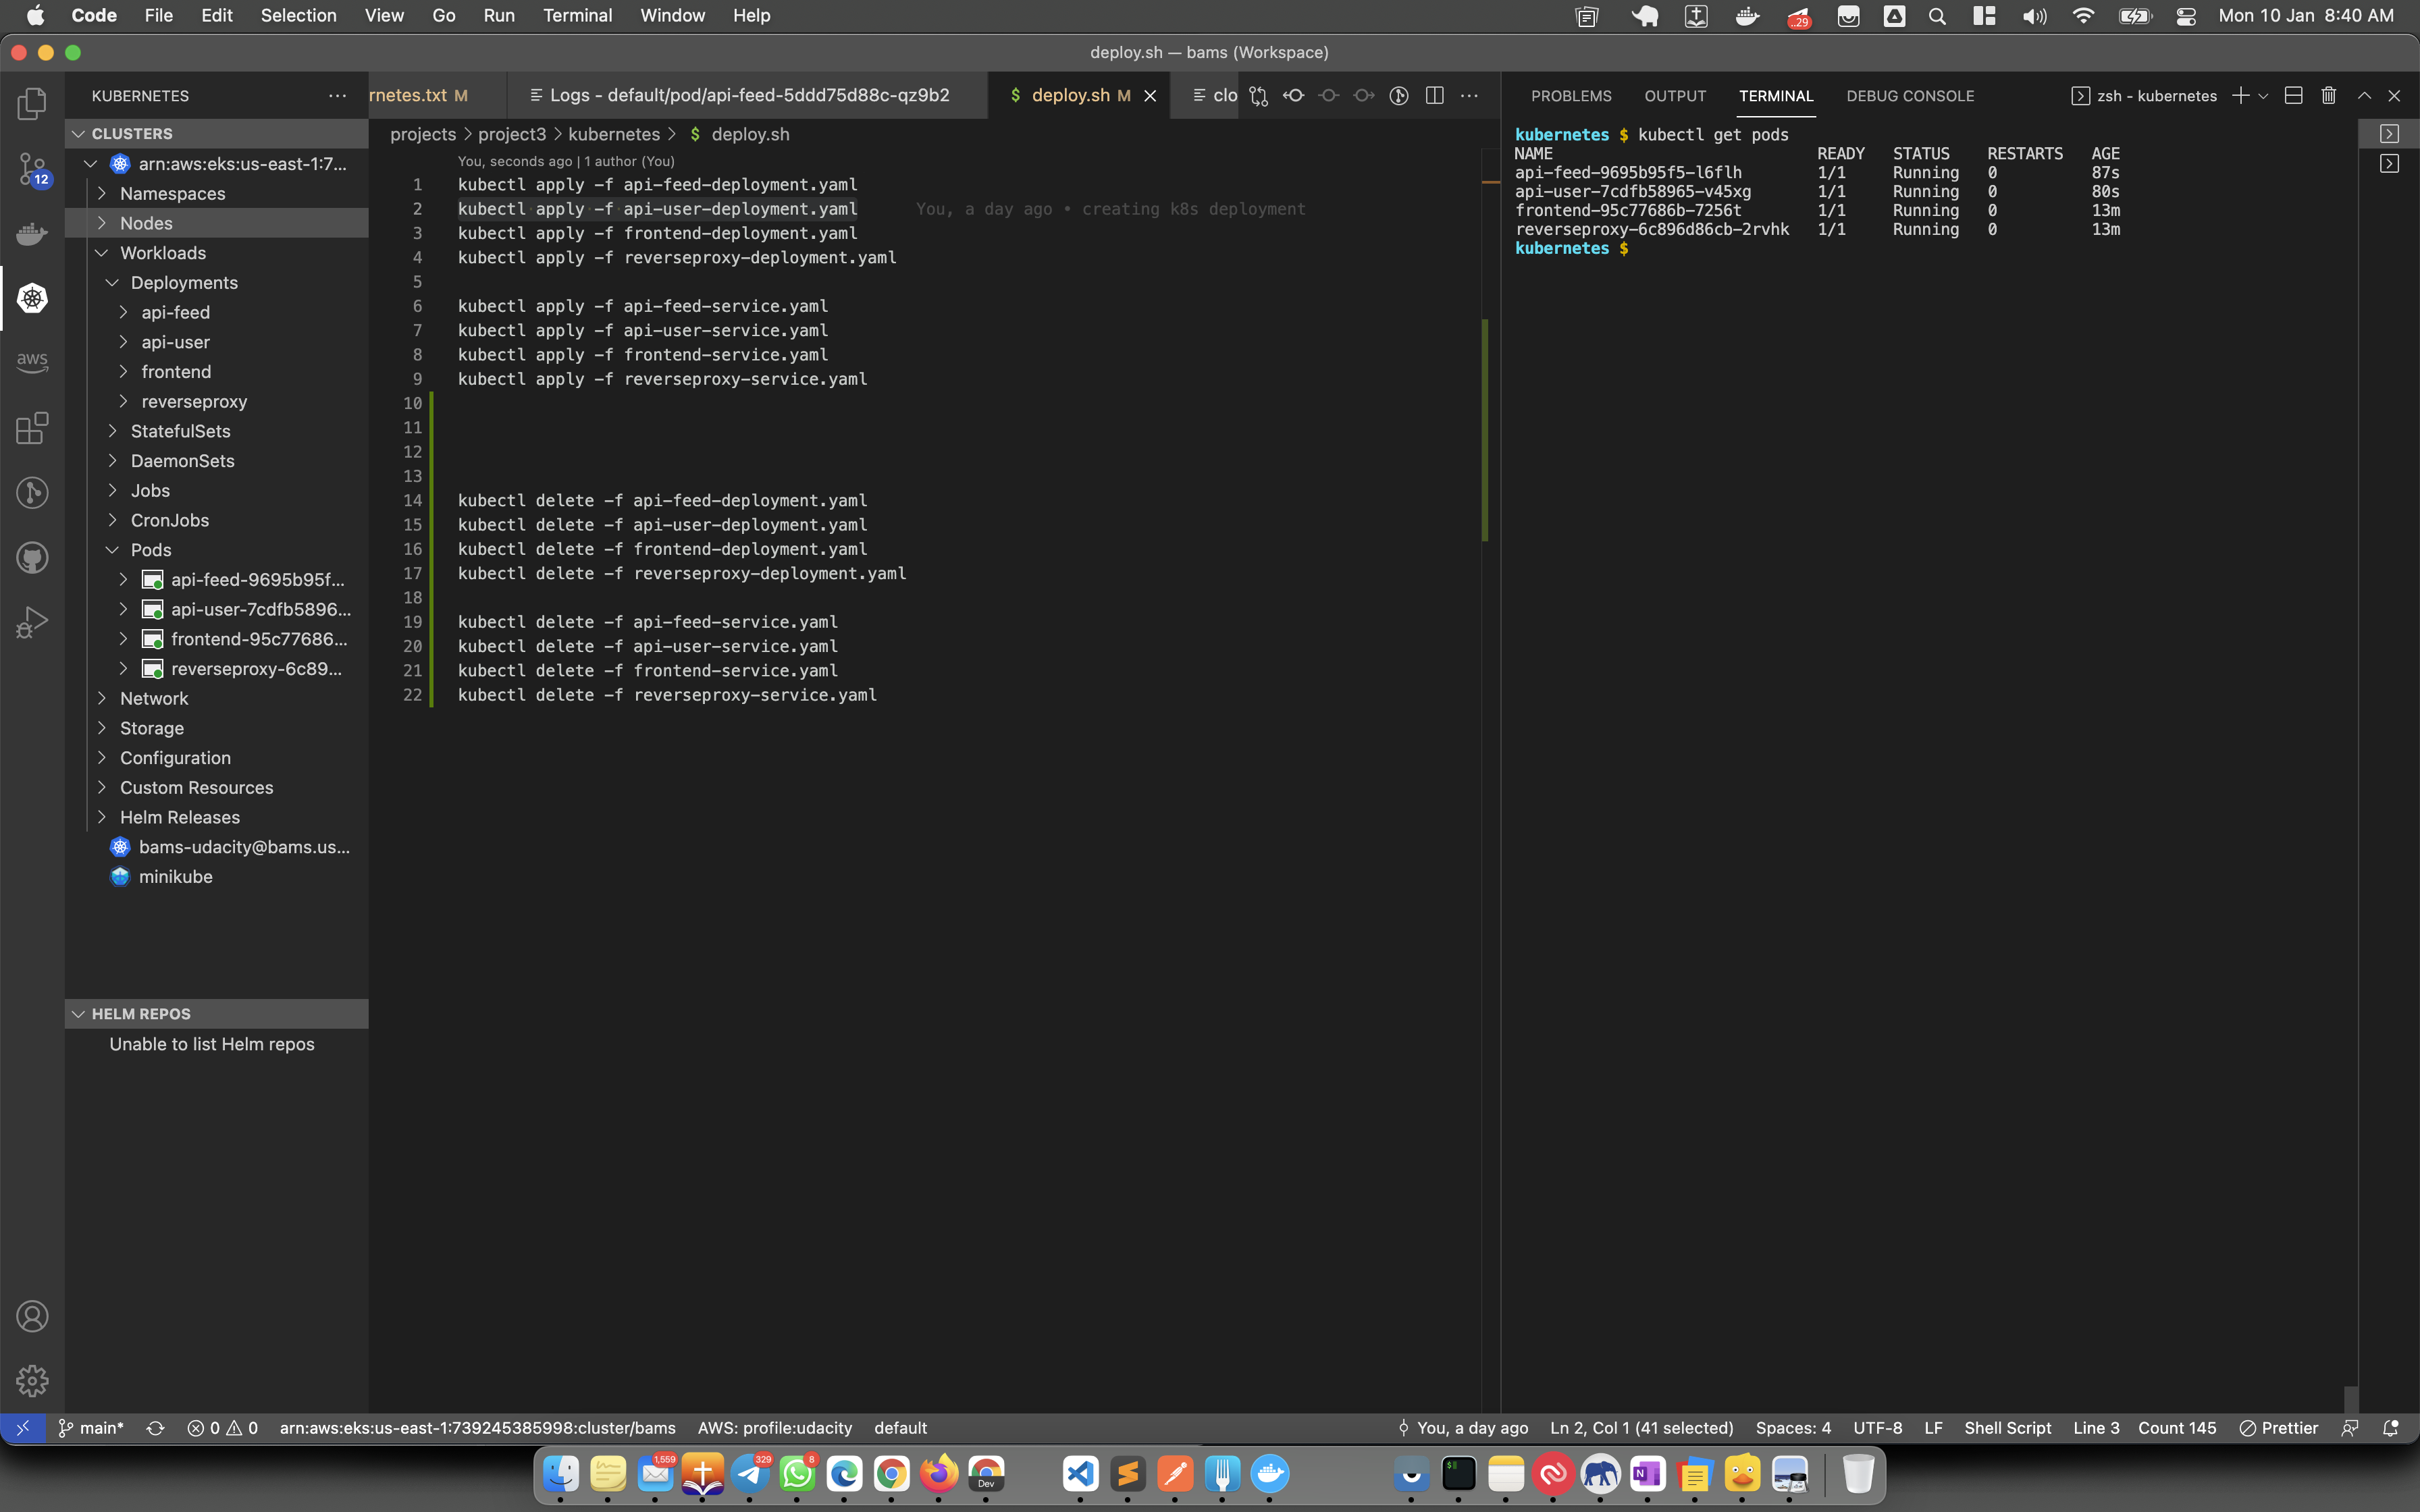 Code File Edit Selection View Go Run Terminal Window Help
..29
Mon 10 Jan 8:40 AM
deploy.sh — bams (Workspace)
KUBERNETES
rnetes.txt M
Logs - default/pod/api-feed-5ddd75d88c-qz9b2
$ deploy.sh M
clo
PROBLEMS OUTPUT TERMINAL DEBUG CONSOLE
zsh - kubernetes
CLUSTERS
arn:aws:eks:us-east-1:7...
Namespaces
Nodes
Workloads
Deployments
api-feed
api-user
frontend
reverseproxy
StatefulSets
DaemonSets
Jobs
CronJobs
Pods
api-feed-9695b95f...
api-user-7cdfb5896...
frontend-95c77686...
reverseproxy-6c89...
Network
Storage
Configuration
Custom Resources
Helm Releases
bams-udacity@bams.us...
minikube
HELM REPOS
Unable to list Helm repos
12
aws
projects > project3 > kubernetes > $ deploy.sh
You, seconds ago | 1 author (You)
1 kubectl apply -f api-feed-deployment.yaml
2 kubectl apply -f api-user-deployment.yaml You, a day ago • creating k8s deployment
3 kubectl apply -f frontend-deployment.yaml
4 kubectl apply -f reverseproxy-deployment.yaml
5
6 kubectl apply -f api-feed-service.yaml
7 kubectl apply -f api-user-service.yaml
8 kubectl apply -f frontend-service.yaml
9 kubectl apply -f reverseproxy-service.yaml
10
11
12
13
14 kubectl delete -f api-feed-deployment.yaml
15 kubectl delete -f api-user-deployment.yaml
16 kubectl delete -f frontend-deployment.yaml
17 kubectl delete -f reverseproxy-deployment.yaml
18
19 kubectl delete -f api-feed-service.yaml
20 kubectl delete -f api-user-service.yaml
21 kubectl delete -f frontend-service.yaml
22 kubectl delete -f reverseproxy-service.yaml
kubernetes $ kubectl get pods
NAME READY STATUS RESTARTS AGE
api-feed-9695b95f5-l6flh 1/1 Running 0 87s
api-user-7cdfb58965-v45xg 1/1 Running 0 80s
frontend-95c77686b-7256t 1/1 Running 0 13m
reverseproxy-6c896d86cb-2rvhk 1/1 Running 0 13m
kubernetes $
main* 0 0 arn:aws:eks:us-east-1:739245385998:cluster/bams AWS: profile:udacity default
You, a day ago Ln 2, Col 1 (41 selected) Spaces: 4 UTF-8 LF Shell Script Line 3 Count 145 Prettier
1,559
329
8
Dev
$
N